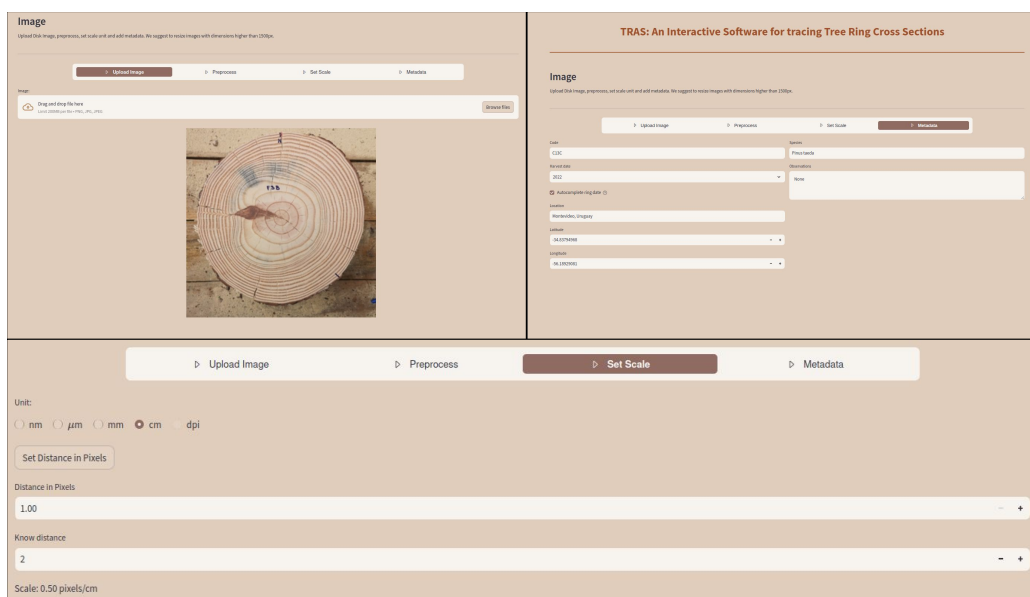 Image
Upload Disk image, preprocess, set scale unit and add metadata. We suggest to resize images with dimensions higher than 1500px.
Upload Image
Preprocess
Set Scale
Metadata
Image:
Drag and drop file here
Browse files
TRAS: An Interactive Software for tracing Tree Ring Cross Sections
Image
Upload Disk image, preprocess, set scale unit and add metadata. We suggest to resize images with dimensions higher than 1500px.
Upload Image
Preprocess
Set Scale
Metadata
Code
Species
Pinus taeda
Harvest date
2022
Observations
None
Autocomplete ring date
Location
Montevideo, Uruguay
Latitude
Longitude
Upload Image
Preprocess
Set Scale
Metadata
Unit:
nm μm mm cm dpi
Set Distance in Pixels
Distance in Pixels
1.00
Know distance
2
Scale: 0.50 pixels/cm